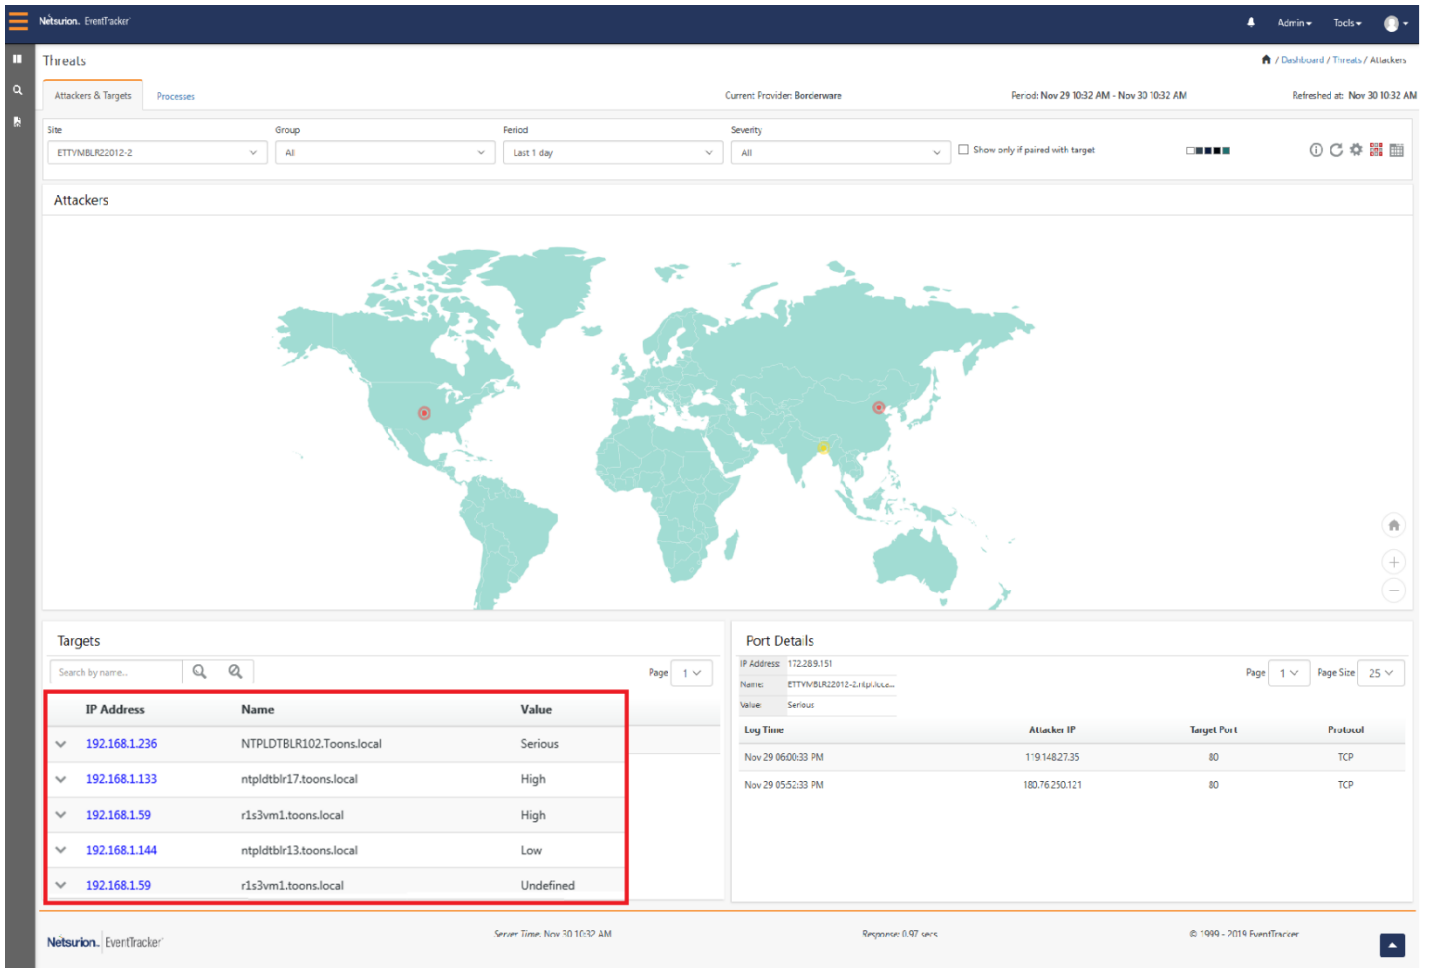 Netsurion. EventTracker
Admin Tools
Threats
/ Dashboard / Threats / Attackers
Attackers & Targets Processes Current Provider: Borderware Period: Nov 29 10:32 AM - Nov 30 10:32 AM Refreshed at: Nov 30 10:32 AM
Site Group Period Severity
ETTVMBLR22012-2 All Last 1 day All Show only if paired with target
Attackers
Targets
Search by name.. Page 1
IP Address Name Value
192.168.1.236 NTPLDTBLR102.Toons.local Serious
192.168.1.133 ntpldtblr17.toons.local High
192.168.1.59 r1s3vm1.toons.local High
192.168.1.144 ntpldtblr13.toons.local Low
192.168.1.59 r1s3vm1.toons.local Undefined
Port Details
IP Address: 172.28.9.151
Name: ETTVMBLR22012-2.ntpl.loca...
Value: Serious
Page 1 Page Size 25
Log Time Attacker IP Target Port Protocol
Nov 29 06:00:33 PM 119.148.27.35 80 TCP
Nov 29 05:52:33 PM 180.76.250.121 80 TCP
Netsurion. EventTracker
Server Time: Nov 30 10:32 AM Response: 0.97 secs © 1999 - 2019 EventTracker